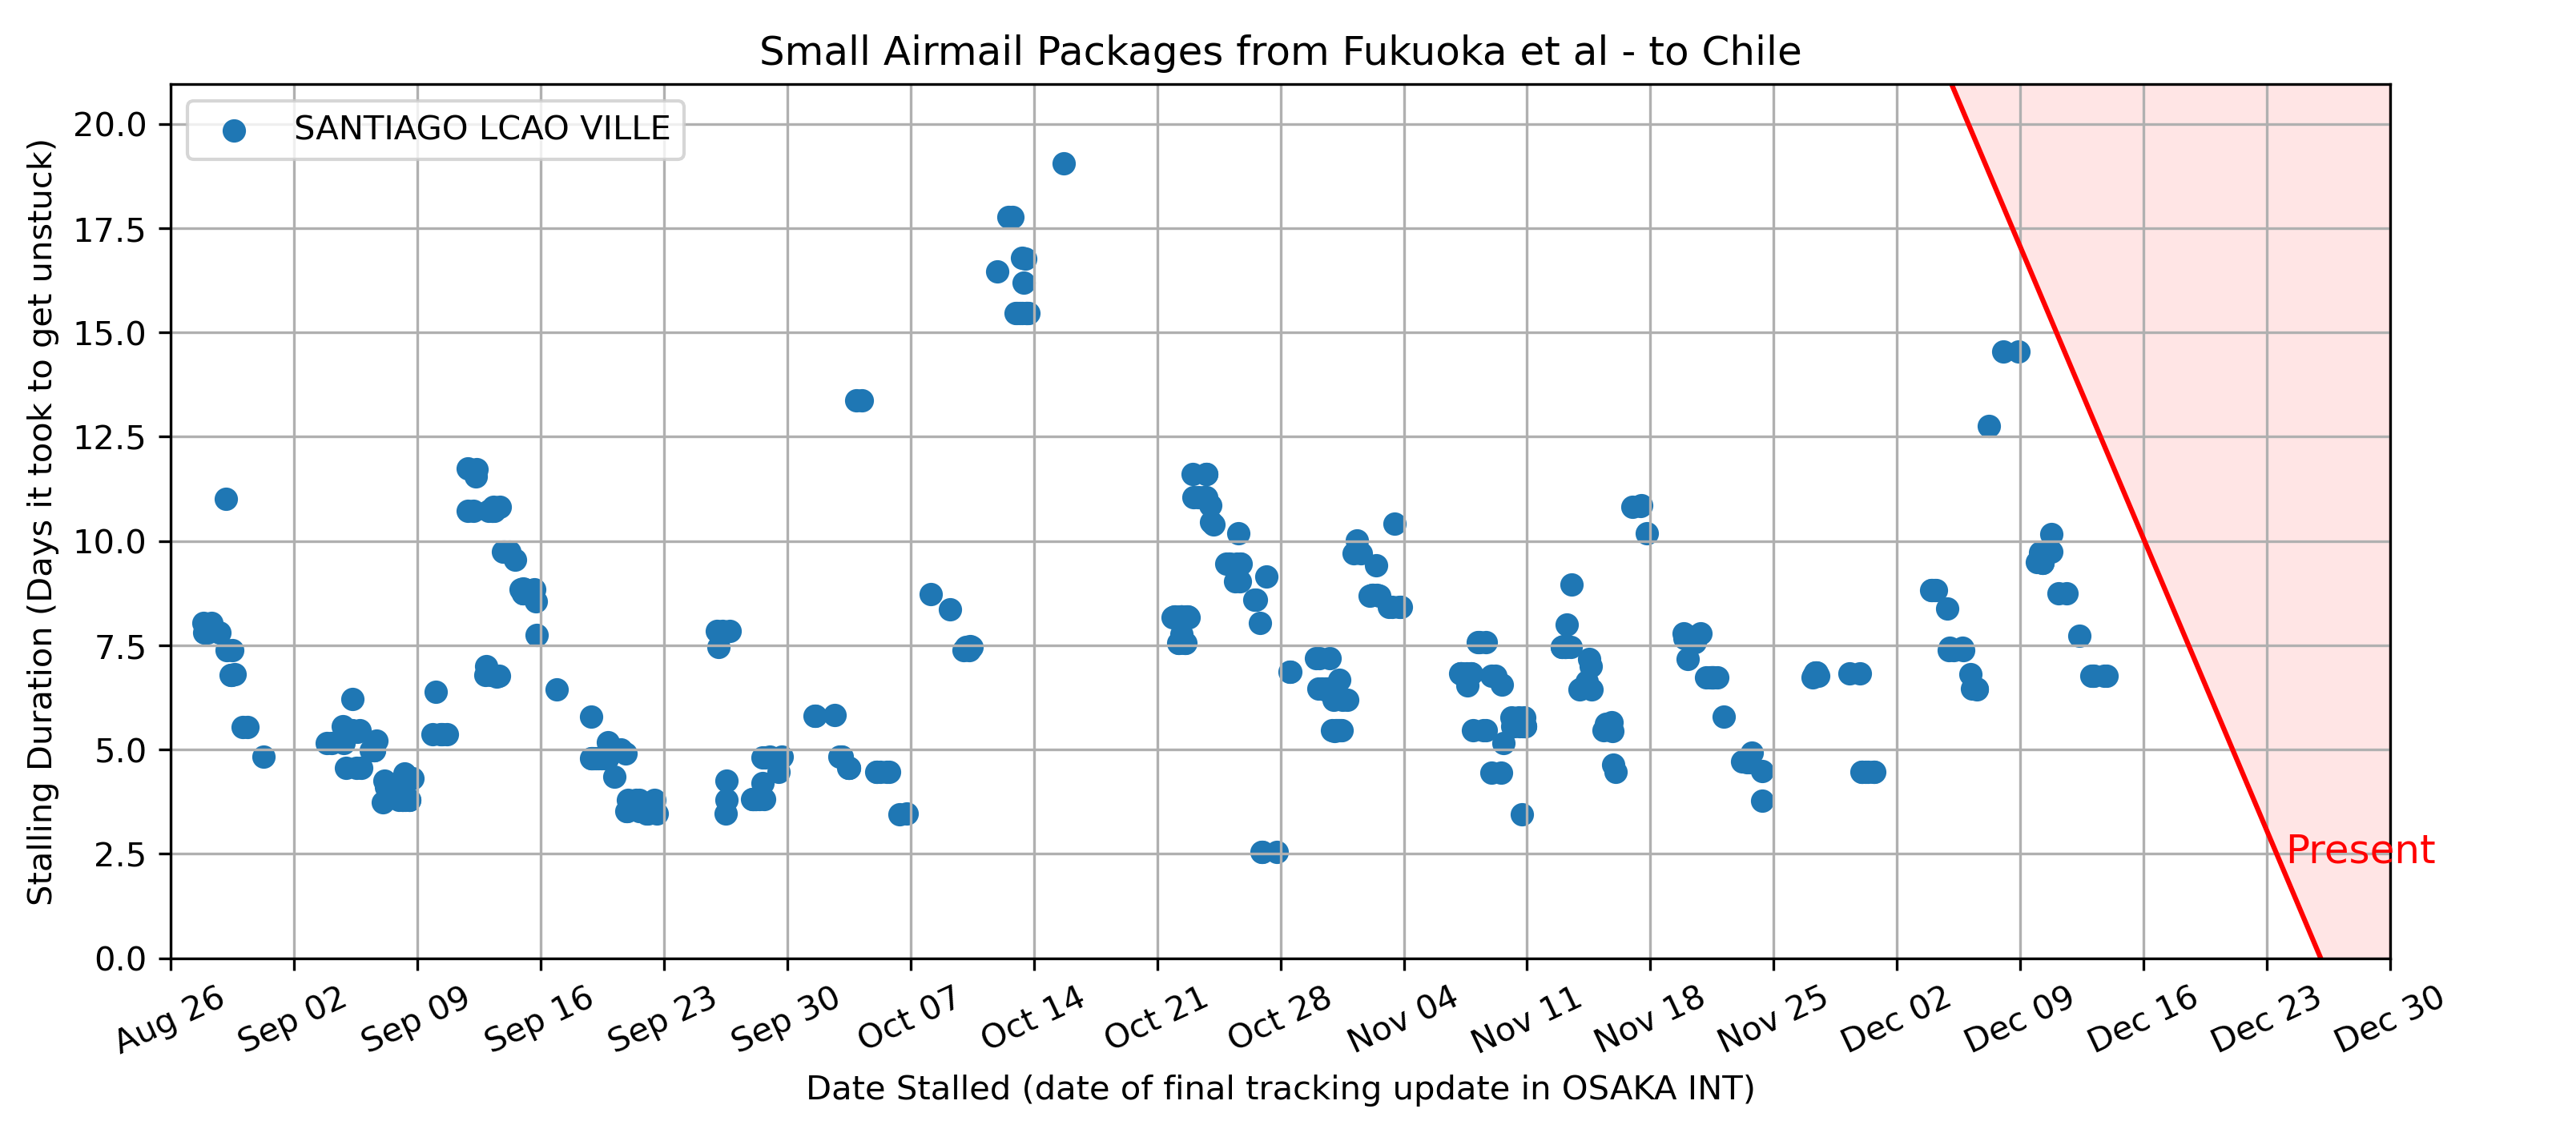 Small Airmail Packages from Fukuoka et al - to Chile
SANTIAGO LCAO VILLE
Stalling Duration (Days it took to get unstuck)
20.0
17.5
15.0
12.5
10.0
7.5
5.0
2.5
0.0
Present
Aug 26
Sep 02
Sep 09
Sep 16
Sep 23
Sep 30
Oct 07
Oct 14
Oct 21
Oct 28
Nov 04
Nov 11
Nov 18
Nov 25
Dec 02
Dec 09
Dec 16
Dec 23
Dec 30
Date Stalled (date of final tracking update in OSAKA INT)